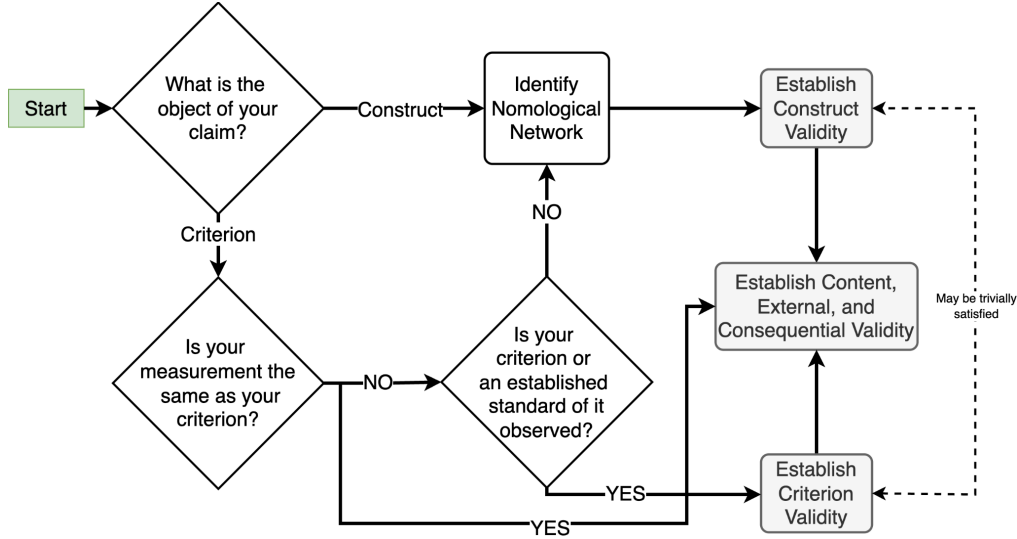 Start
What is the
object of your
claim?
Construct
Identify
Nomological
Network
Establish
Construct
Validity
NO
Criterion
Establish Content,
External, and
Consequential Validity
May be trivially
satisfied
Is your
measurement the
same as your
criterion?
NO
Is your
criterion or
an established
standard of it
observed?
YES
Establish
Criterion
Validity
YES